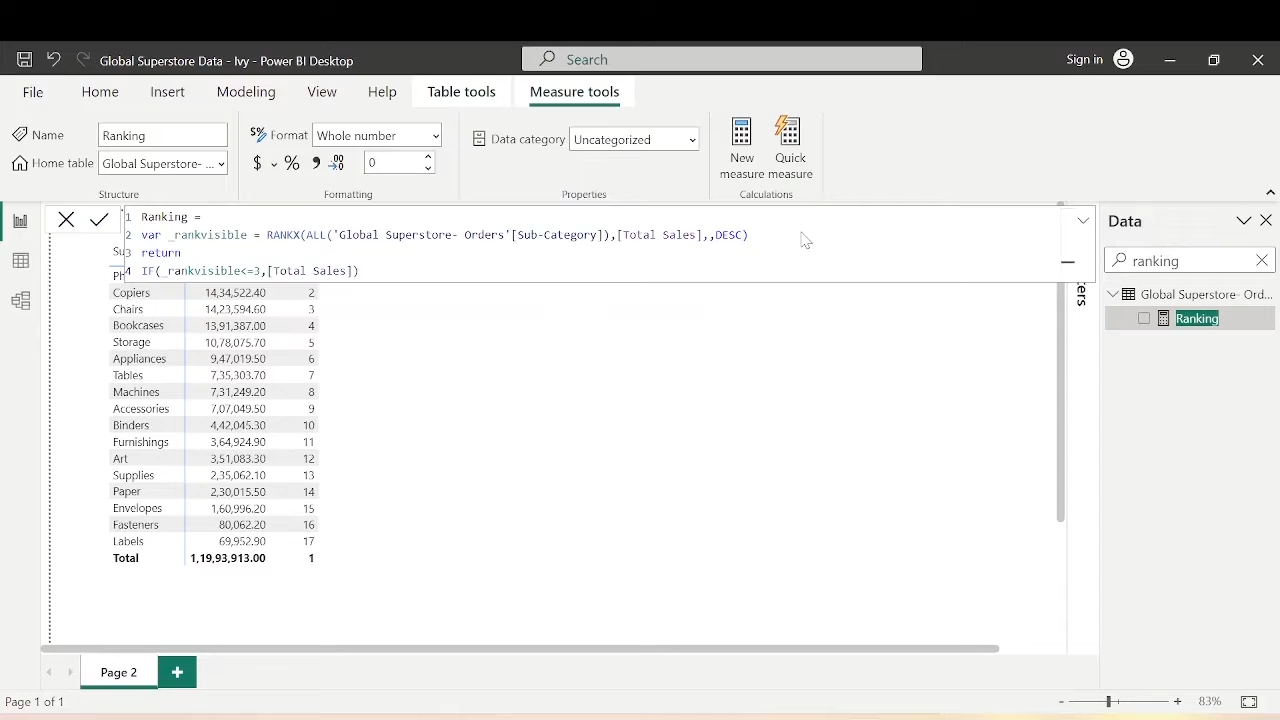 Global Superstore Data - Ivy - Power BI Desktop
Search
Sign in
File Home Insert Modeling View Help Table tools Measure tools
Name Ranking
Format Whole number
Data category Uncategorized
Home table Global Superstore- ...
$ % 9 .00 0
New measure
Quick measure
Structure Formatting Properties Calculations
1 Ranking =
2 var _rankvisible = RANKX(ALL('Global Superstore- Orders'[Sub-Category]),[Total Sales],,DESC)
3 return
4 IF(_rankvisible<=3,[Total Sales])
Su
Ph
Copiers 14,34,522.40 2
Chairs 14,23,594.60 3
Bookcases 13,91,387.00 4
Storage 10,78,075.70 5
Appliances 9,47,019.50 6
Tables 7,35,303.70 7
Machines 7,31,249.20 8
Accessories 7,07,049.50 9
Binders 4,42,045.30 10
Furnishings 3,64,924.90 11
Art 3,51,083.30 12
Supplies 2,35,062.10 13
Paper 2,30,015.50 14
Envelopes 1,60,996.20 15
Fasteners 80,062.20 16
Labels 69,952.90 17
Total 1,19,93,913.00 1
ters
Data
ranking
Global Superstore- Ord...
Ranking
Page 2
Page 1 of 1
- + 83%